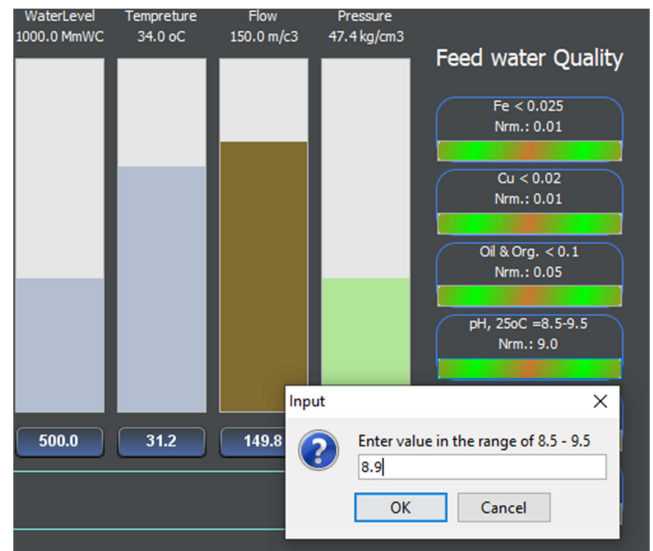 WaterLevel
1000.0 MmWC
Tempreture
34.0 oC
Flow
150.0 m/c3
Pressure
47.4 kg/cm3
Feed water Quality
Fe < 0.025
Nrm.: 0.01
Cu < 0.02
Nrm.: 0.01
Oil & Org. < 0.1
Nrm.: 0.05
pH, 25oC =8.5-9.5
Nrm.: 9.0
500.0
31.2
149.8
Input
Enter value in the range of 8.5 - 9.5
8.9
OK
Cancel